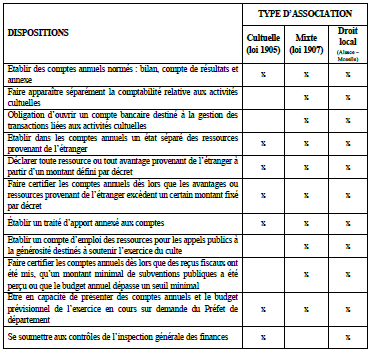 DISPOSITIONS
TYPE D'ASSOCIATION
Cultuelle
(loi 1905)
Mixte
(loi 1907)
Droit
local
(Alsace –
Moselle)
Etablir des comptes annuels normés : bilan, compte de résultats et
annexe
x x x
Faire apparaître séparément la comptabilité relative aux activités
cultuelles
x x
Obligation d'ouvrir un compte bancaire destiné à la gestion des
transactions liées aux activités cultuelles
x x
Etablir dans les comptes annuels un état séparé des ressources
provenant de l'étranger
x x x
Déclarer toute ressource ou tout avantage provenant de l'étranger à
partir d'un montant défini par décret
x x x
Faire certifier les comptes annuels dès lors que les avantages ou
ressources provenant de l'étranger excédent un certain montant fixé
par décret
x x x
Établir un traité d'apport annexé aux comptes
x x x
Etablir un compte d'emploi des ressources pour les appels publics à
la générosité destinés à soutenir l'exercice du culte
x x
Faire certifier les comptes annuels dès lors que des reçus fiscaux ont
été mis, qu'un montant minimal de subventions publiques a été
perçu ou que le budget annuel dépasse un seuil minimal
x x
Etre en capacité de présenter des comptes annuels et le budget
prévisionnel de l'exercice en cours sur demande du Préfet de
département
x x x
Se soumettre aux contrôles de l'inspection générale des finances
x x